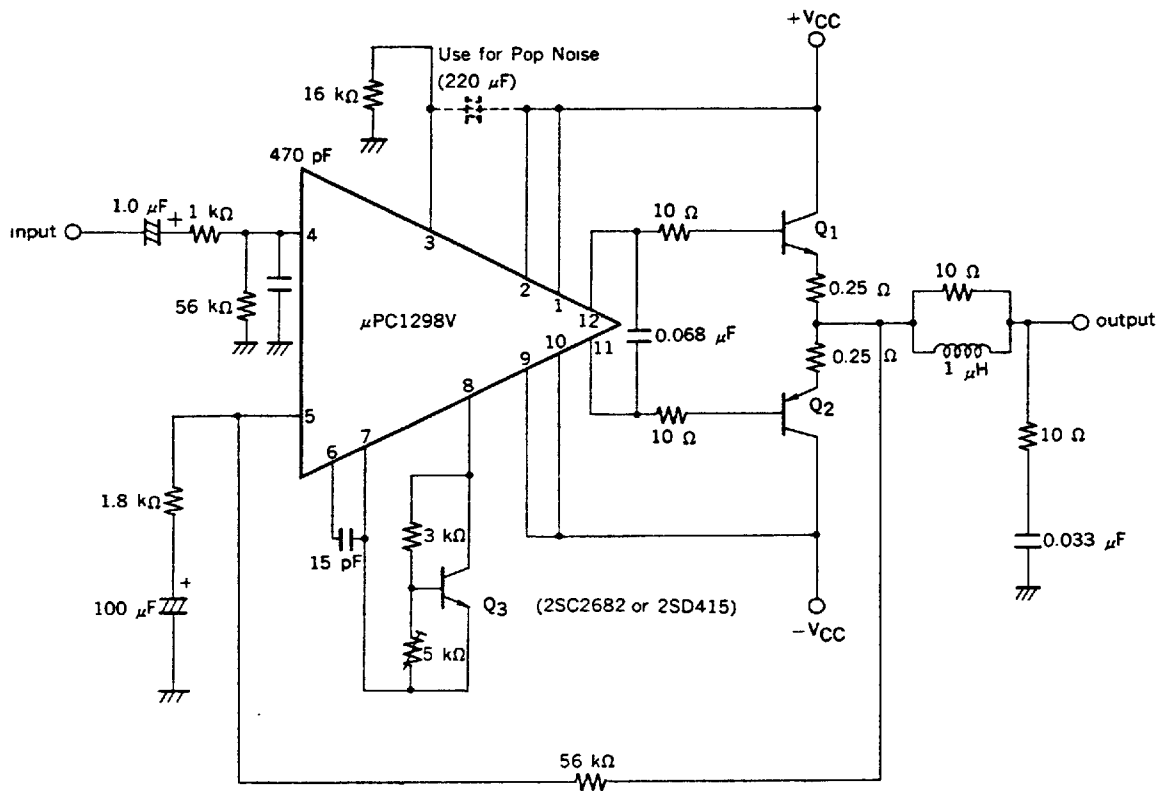 +VCC
Use for Pop Noise
(220 μF)
16 kΩ
470 pF
1.0 μF
+
1 kΩ
input
4
3
10 Ω
Q1
56 kΩ
2
1
0.25 Ω
10 Ω
μPC1298V
12
0.068 μF
output
11
10
9
0.25 Ω
1 μH
8
Q2
5
7
6
10 Ω
10 Ω
1.8 kΩ
3 kΩ
15 pF
0.033 μF
+
100 μF
Q3
(2SC2682 or 2SD415)
-VCC
5 kΩ
56 kΩ